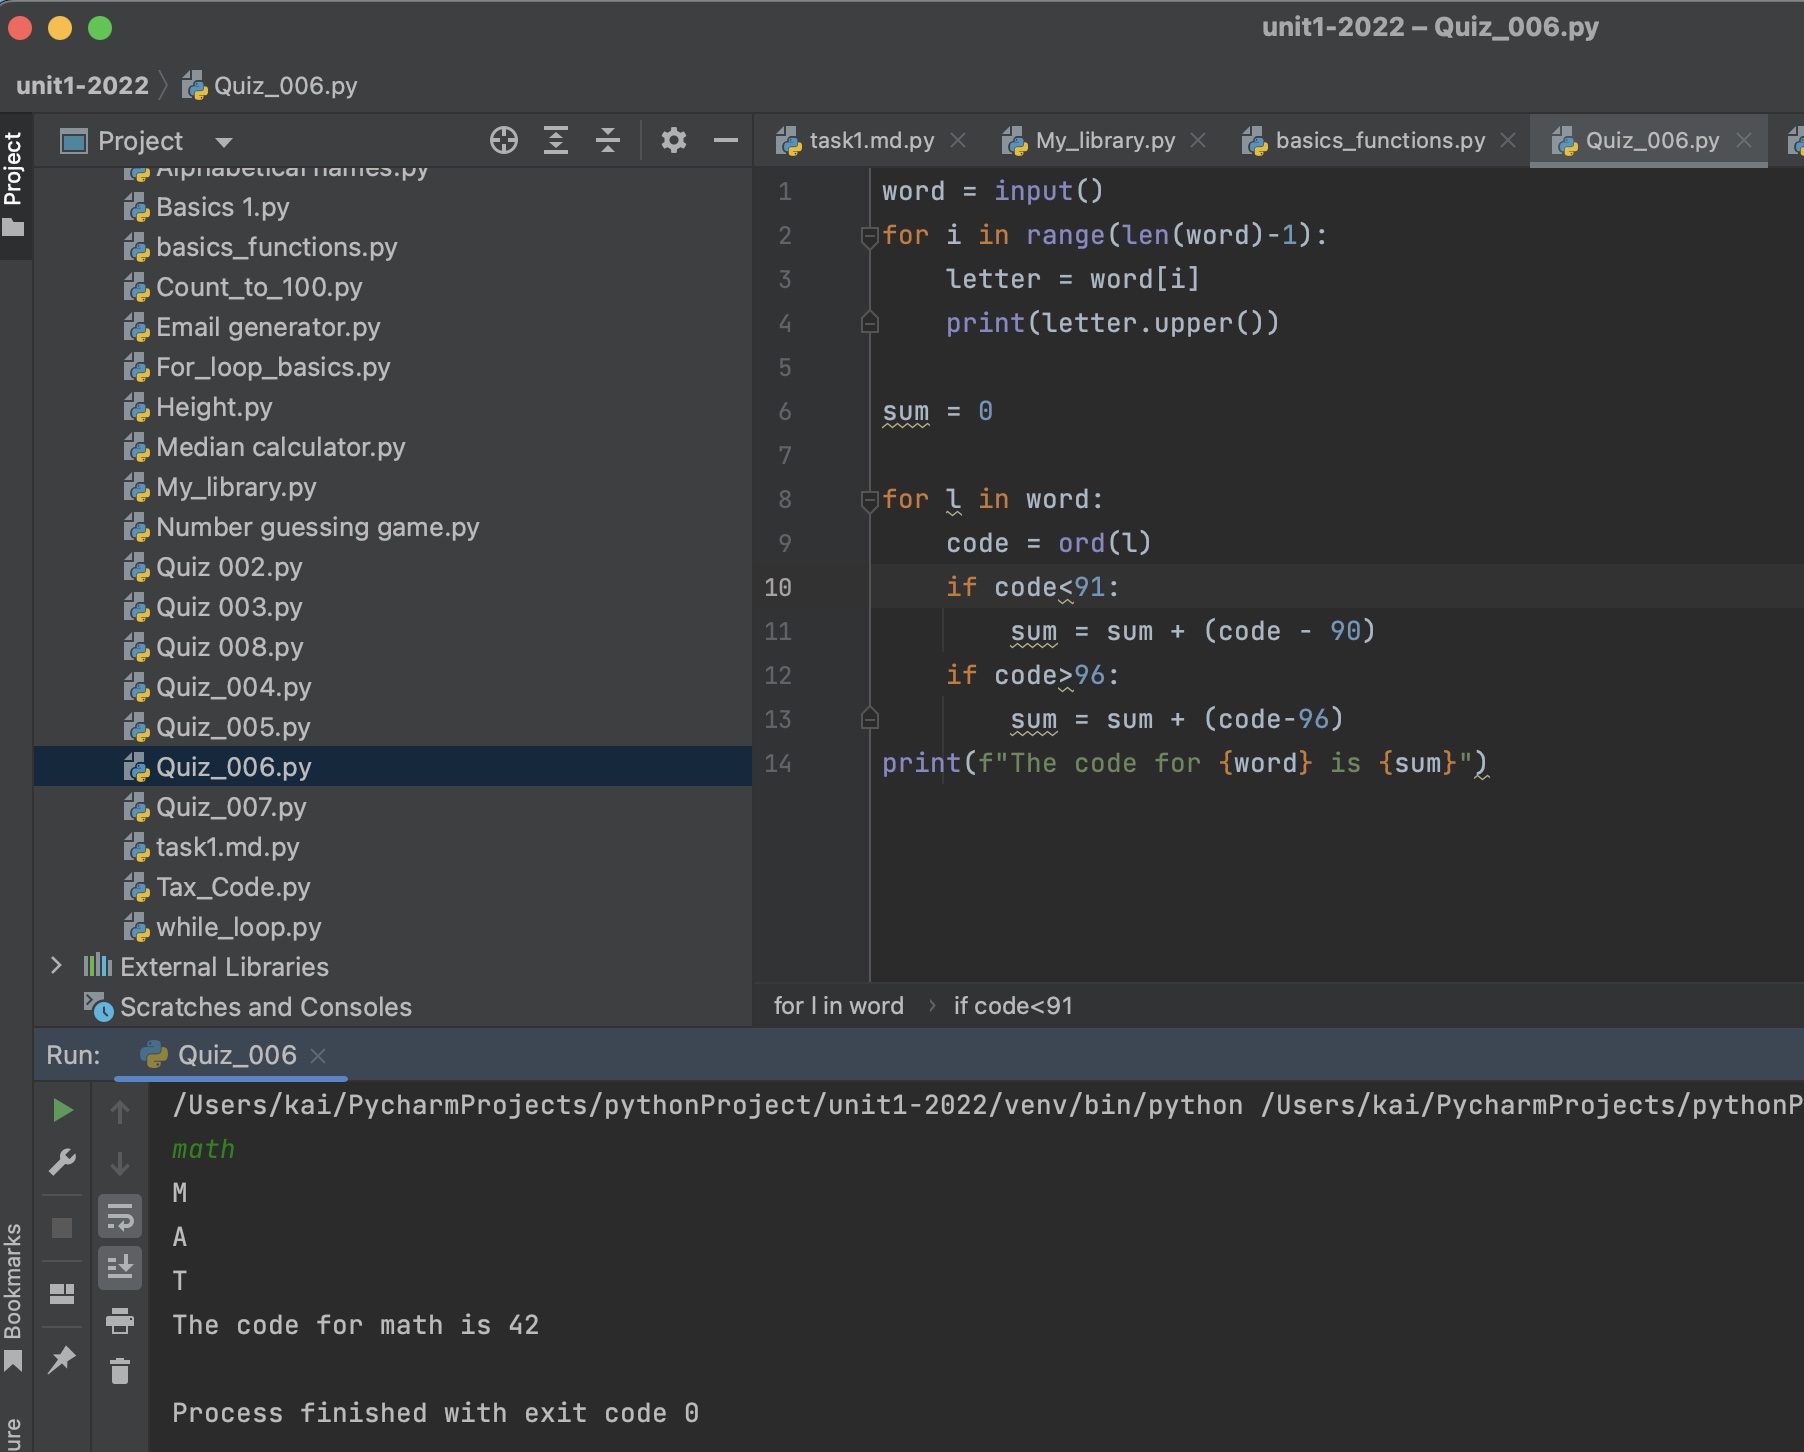 unit1-2022 – Quiz_006.py
unit1-2022 Quiz_006.py
Project
Project
task1.md.py
My_library.py
basics_functions.py
Quiz_006.py
Alphabetical names.py
Basics 1.py
basics_functions.py
Count_to_100.py
Email generator.py
For_loop_basics.py
Height.py
Median calculator.py
My_library.py
Number guessing game.py
Quiz 002.py
Quiz 003.py
Quiz 008.py
Quiz_004.py
Quiz_005.py
Quiz_006.py
Quiz_007.py
task1.md.py
Tax_Code.py
while_loop.py
External Libraries
Scratches and Consoles
1 word = input()
2 for i in range(len(word)-1):
3 letter = word[i]
4 print(letter.upper())
5
6 sum = 0
7
8 for l in word:
9 code = ord(l)
10 if code<91:
11 sum = sum + (code - 90)
12 if code>96:
13 sum = sum + (code-96)
14 print(f"The code for {word} is {sum}")
for l in word › if code<91
Run: Quiz_006
/Users/kai/PycharmProjects/pythonProject/unit1-2022/venv/bin/python /Users/kai/PycharmProjects/pythonP
math
M
A
T
The code for math is 42
Process finished with exit code 0
Bookmarks
ure